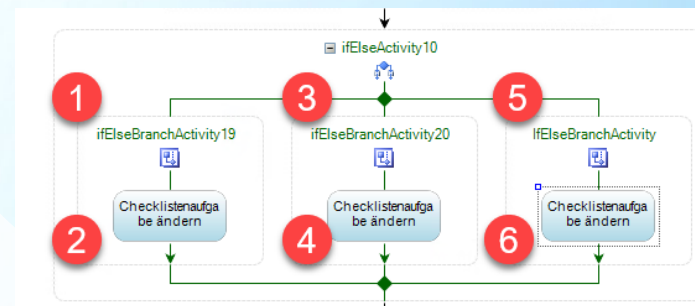 ifElseActivity10
1
3
5
ifElseBranchActivity19
ifElseBranchActivity20
IfElseBranchActivity
Checklistenaufga
be ändern
Checklistenaufga
be ändern
Checklistenaufga
be ändern
2
4
6